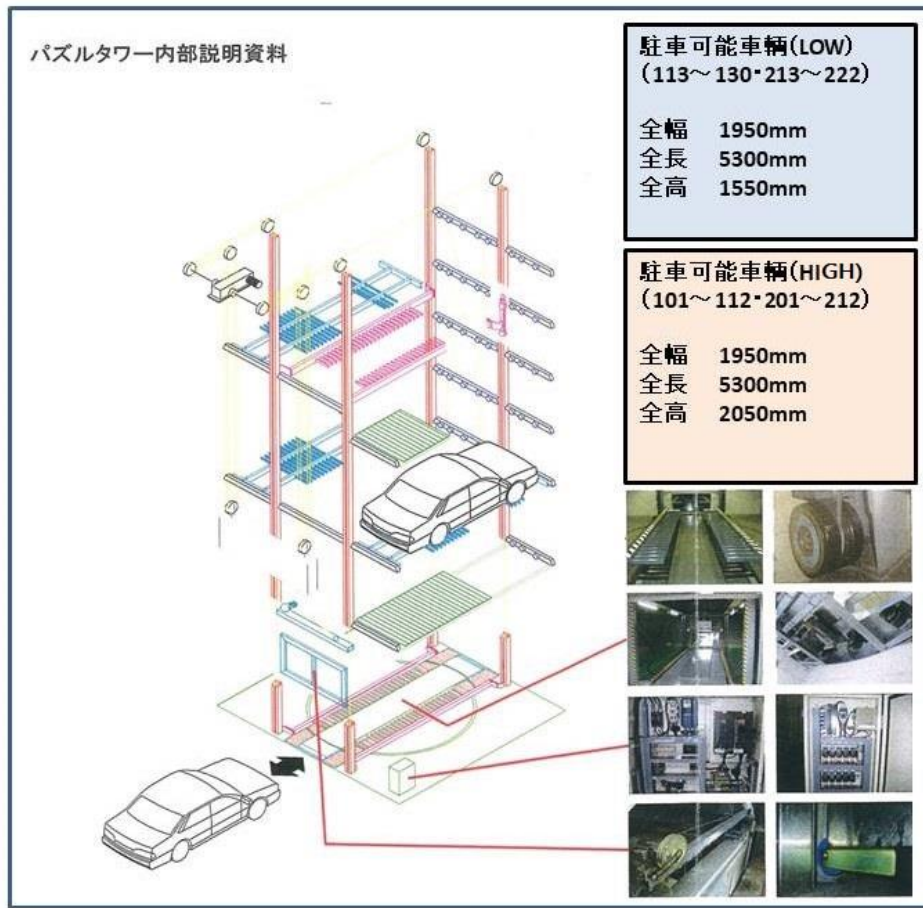 パズルタワー内部説明資料
駐車可能車輌(LOW)
(113～130・213～222)
全幅 1950mm
全長 5300mm
全高 1550mm
駐車可能車輌(HIGH)
(101～112・201～212)
全幅 1950mm
全長 5300mm
全高 2050mm